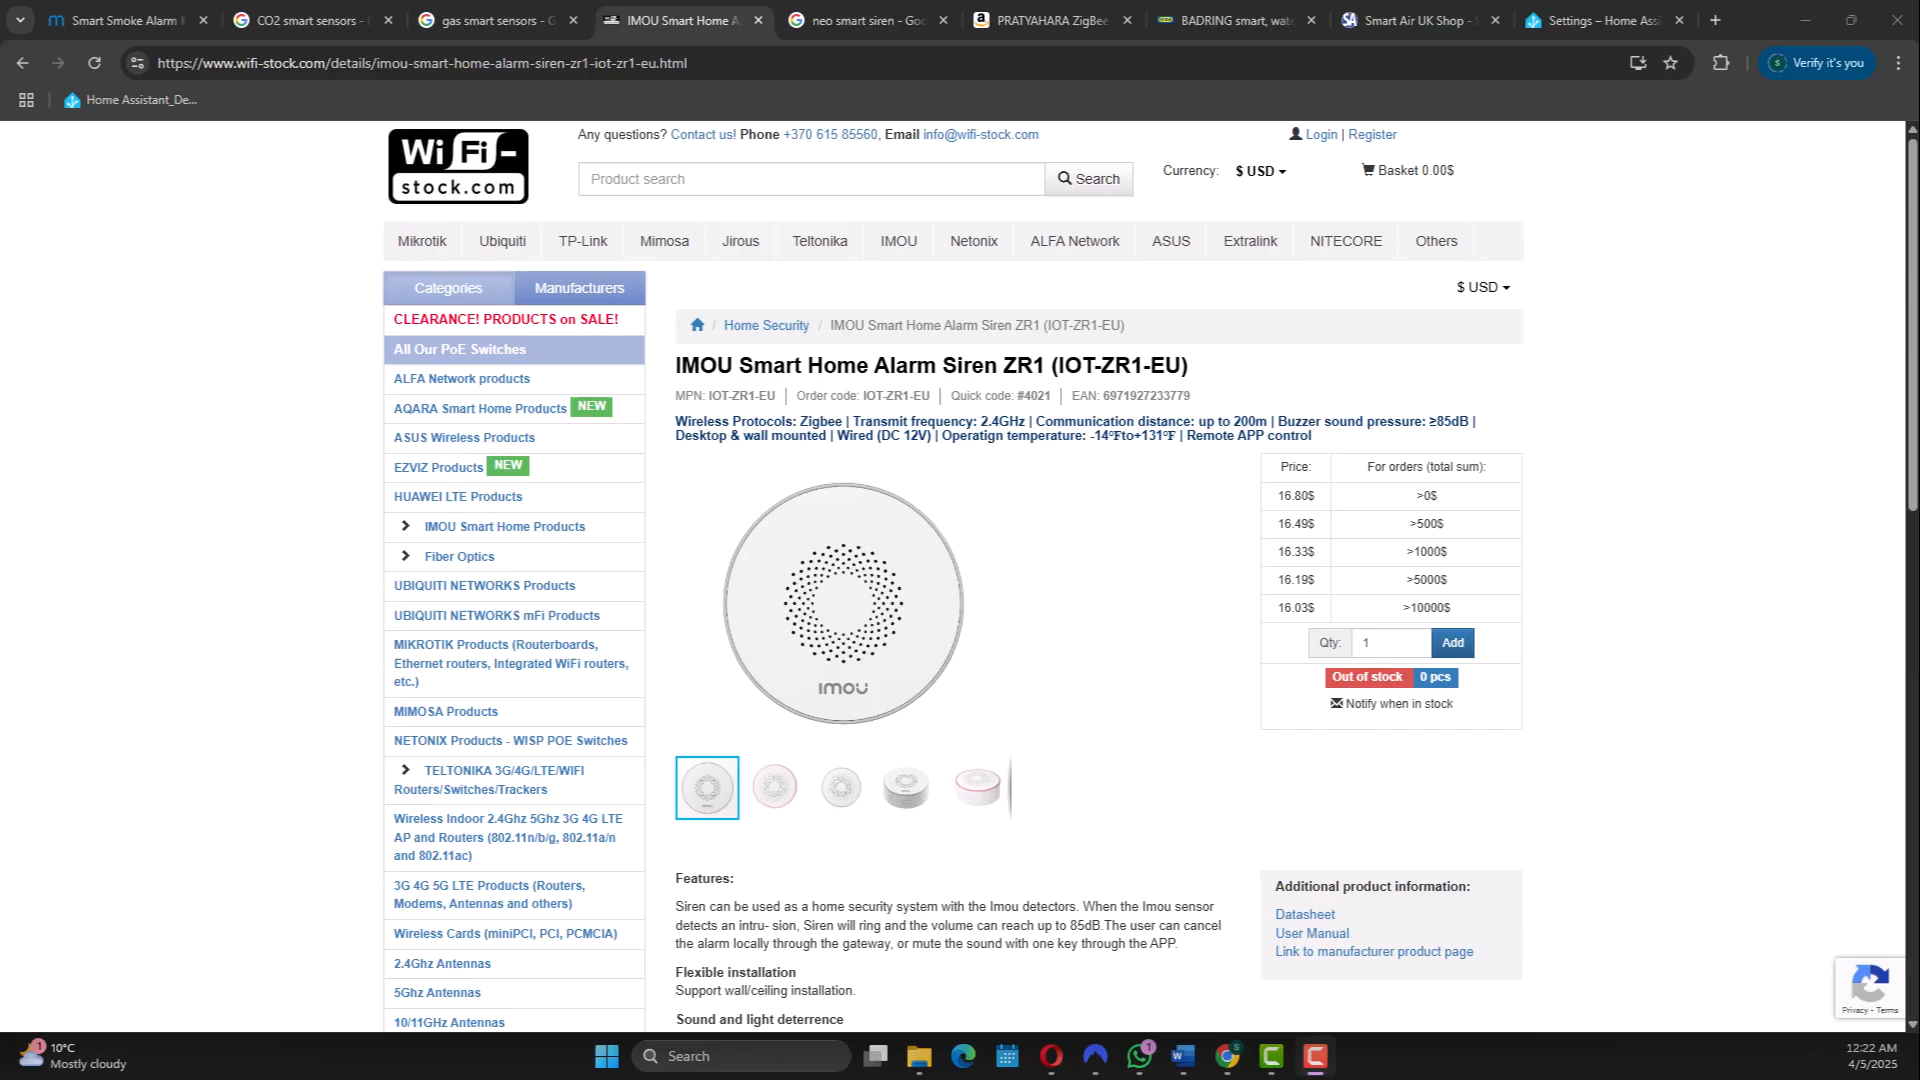 Smart Smoke Alarm
CO2 smart sensors -
gas smart sensors - G
IMOU Smart Home A
neo smart siren - Goo
PRATYAHARA ZigBee
BADRING smart, wate
Smart Air UK Shop -
Settings – Home Assi
https://www.wifi-stock.com/details/imou-smart-home-alarm-siren-zr1-iot-zr1-eu.html
S
Verify it's you
Home Assistant_De...
Wi Fi-
stock.com
Any questions? Contact us! Phone +370 615 85560, Email info@wifi-stock.com
Login | Register
Product search
Search
Currency: $ USD
Basket 0.00$
Mikrotik
Ubiquiti
TP-Link
Mimosa
Jirous
Teltonika
IMOU
Netonix
ALFA Network
ASUS
Extralink
NITECORE
Others
Categories
Manufacturers
CLEARANCE! PRODUCTS on SALE!
All Our PoE Switches
ALFA Network products
AQARA Smart Home Products NEW
ASUS Wireless Products
EZVIZ Products NEW
HUAWEI LTE Products
IMOU Smart Home Products
Fiber Optics
UBIQUITI NETWORKS Products
UBIQUITI NETWORKS mFi Products
MIKROTIK Products (Routerboards,
Ethernet routers, Integrated WiFi routers,
etc.)
MIMOSA Products
NETONIX Products - WISP POE Switches
TELTONIKA 3G/4G/LTE/WIFI
Routers/Switches/Trackers
Wireless Indoor 2.4Ghz 5Ghz 3G 4G LTE
AP and Routers (802.11n/b/g, 802.11a/n
and 802.11ac)
3G 4G 5G LTE Products (Routers,
Modems, Antennas and others)
Wireless Cards (miniPCI, PCI, PCMCIA)
2.4Ghz Antennas
5Ghz Antennas
10/11GHz Antennas
$ USD
/ Home Security / IMOU Smart Home Alarm Siren ZR1 (IOT-ZR1-EU)
IMOU Smart Home Alarm Siren ZR1 (IOT-ZR1-EU)
MPN: IOT-ZR1-EU | Order code: IOT-ZR1-EU | Quick code: #4021 | EAN: 6971927233779
Wireless Protocols: Zigbee | Transmit frequency: 2.4GHz | Communication distance: up to 200m | Buzzer sound pressure: ≥85dB |
Desktop & wall mounted | Wired (DC 12V) | Operatign temperature: -14℉to+131℉ | Remote APP control
imou
Price: For orders (total sum):
16.80$ >0$
16.49$ >500$
16.33$ >1000$
16.19$ >5000$
16.03$ >10000$
Qty: 1 Add
Out of stock 0 pcs
Notify when in stock
Features:
Siren can be used as a home security system with the Imou detectors. When the Imou sensor
detects an intru- sion, Siren will ring and the volume can reach up to 85dB.The user can cancel
the alarm locally through the gateway, or mute the sound with one key through the APP.
Flexible installation
Support wall/ceiling installation.
Sound and light deterrence
Additional product information:
Datasheet
User Manual
Link to manufacturer product page
Privacy - Terms
1
10°C
Mostly cloudy
Search
1
12:22 AM
4/5/2025